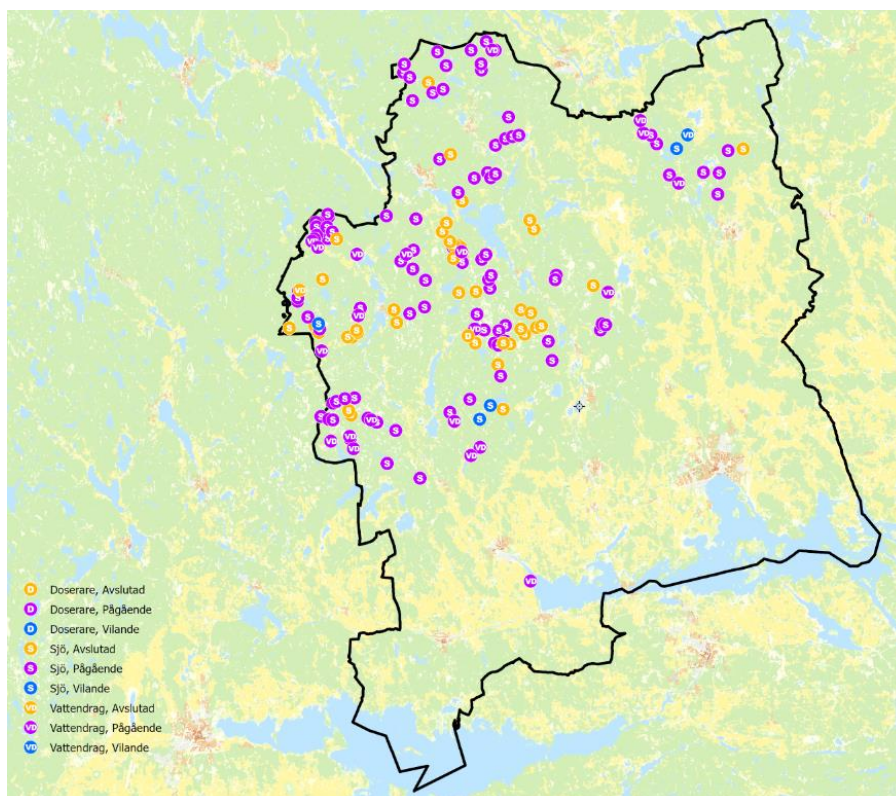 Doserare, Avslutad
Doserare, Pågående
Doserare, Vilande
Sjö, Avslutad
Sjö, Pågående
Sjö, Vilande
Vattendrag, Avslutad
Vattendrag, Pågående
Vattendrag, Vilande